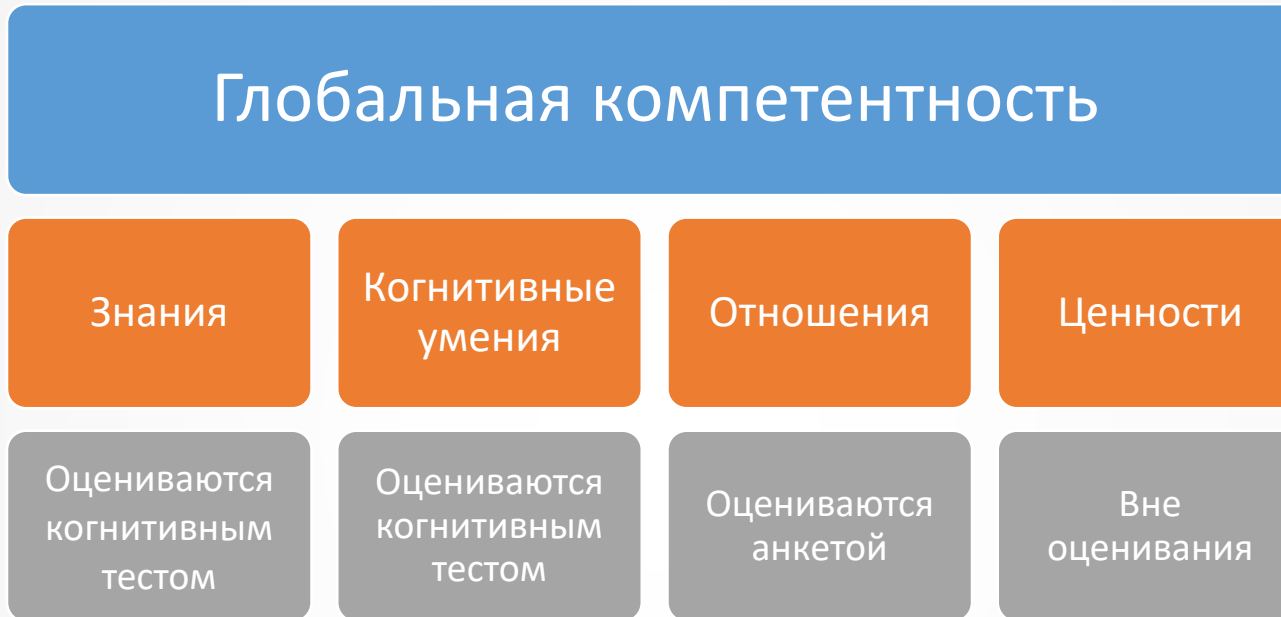 Глобальная компетентность
Знания
Когнитивные
умения
Отношения
Ценности
Оцениваются
когнитивным
тестом
Оцениваются
когнитивным
тестом
Оцениваются
анкетой
Вне
оценивания